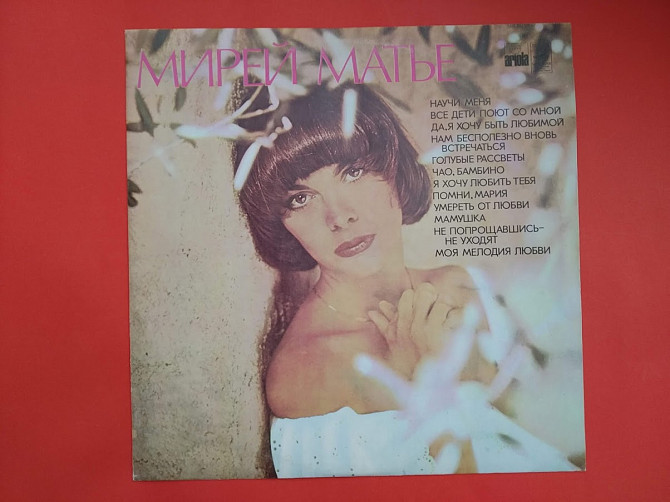 МИРЕЙ МАТЬЕ
ariola
НАУЧИ МЕНЯ
ВСЕ ДЕТИ ПОЮТ СО МНОЙ
ДА, Я ХОЧУ БЫТЬ ЛЮБИМОЙ
НАМ БЕСПОЛЕЗНО ВНОВЬ
ВСТРЕЧАТЬСЯ
ГОЛУБЫЕ РАССВЕТЫ
ЧАО, БАМБИНО
Я ХОЧУ ЛЮБИТЬ ТЕБЯ
ПОМНИ, МАРИЯ
УМЕРЕТЬ ОТ ЛЮБВИ
МАМУШКА
НЕ ПОПРОЩАВШИСЬ–
НЕ УХОДЯТ
МОЯ МЕЛОДИЯ ЛЮБВИ